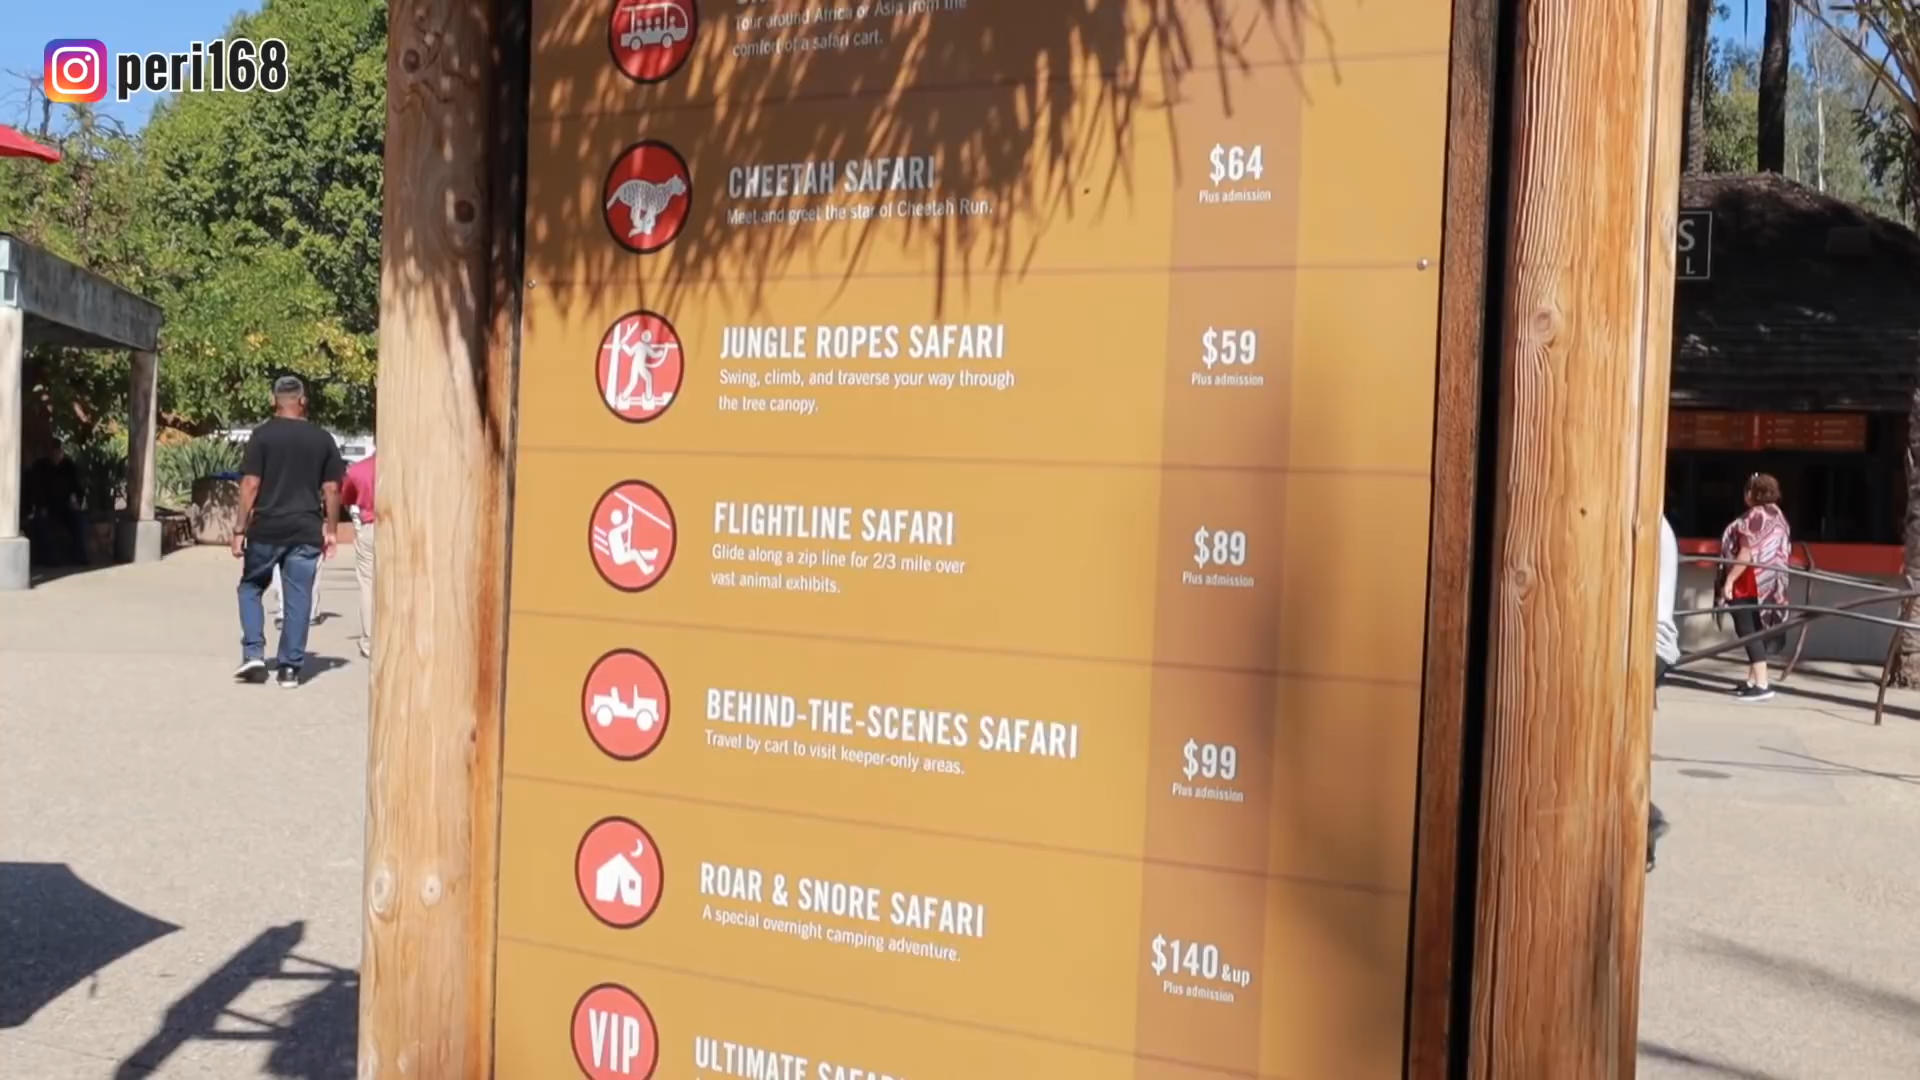 peri168
Tour around Africa or Asia from the
comfort of a safari cart.
CHEETAH SAFARI
Meet and greet the star of Cheetah Run.
$64
Plus admission
JUNGLE ROPES SAFARI
Swing, climb, and traverse your way through
the tree canopy.
$59
Plus admission
FLIGHTLINE SAFARI
Glide along a zip line for 2/3 mile over
vast animal exhibits.
$89
Plus admission
BEHIND-THE-SCENES SAFARI
Travel by cart to visit keeper-only areas.
$99
Plus admission
ROAR & SNORE SAFARI
A special overnight camping adventure.
$140 &up
Plus admission
VIP
ULTIMATE SAFARI